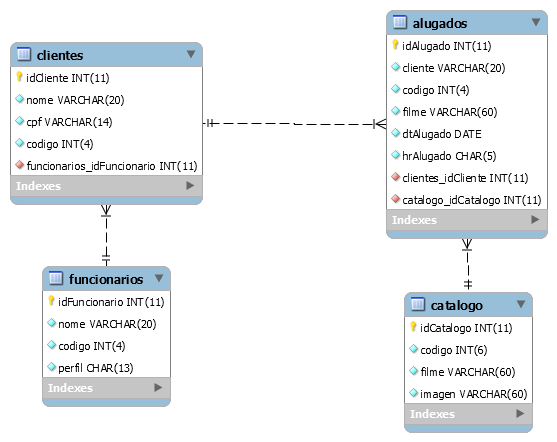 clientes
idCliente INT(11)
nome VARCHAR(20)
cpf VARCHAR(14)
codigo INT(4)
funcionarios_idFuncionario INT(11)
Indexes
alugados
idAlugado INT(11)
cliente VARCHAR(20)
codigo INT(4)
filme VARCHAR(60)
dtAlugado DATE
hrAlugado CHAR(5)
clientes_idCliente INT(11)
catalogo_idCatalogo INT(11)
Indexes
funcionarios
idFuncionario INT(11)
nome VARCHAR(20)
codigo INT(4)
perfil CHAR(13)
Indexes
catalogo
idCatalogo INT(11)
codigo INT(6)
filme VARCHAR(60)
imagen VARCHAR(60)
Indexes